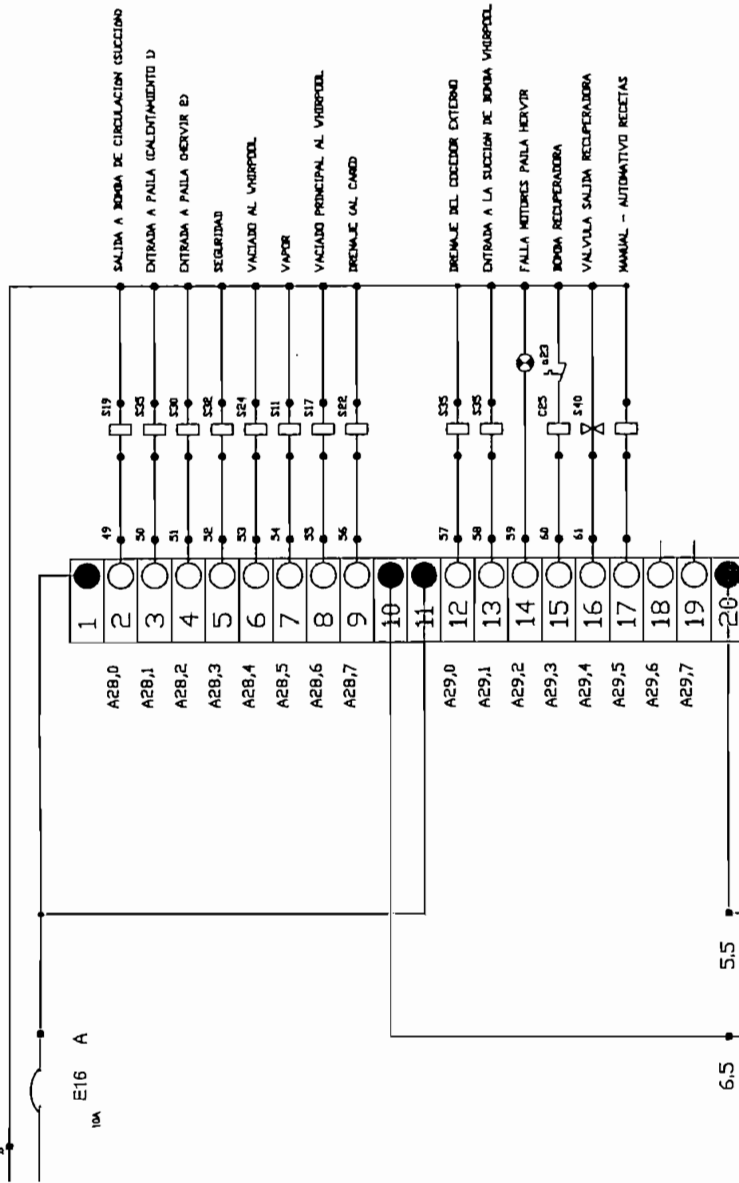 E16 A
10A
1
A28,0 2 49 S19 SALIDA A BOMBA DE CIRCULACION (SUCCION)
A28,1 3 50 S35 ENTRADA A PAILA (CALENTAMIENTO 1)
A28,2 4 51 S30 ENTRADA A PAILA (HERVIR 2)
A28,3 5 52 S32 SEGURIDAD
A28,4 6 53 S24 VACIADO AL WHIRPOOL
A28,5 7 54 S11 VAPOR
A28,6 8 55 S17 VACIADO PRINCIPAL AL WHIRPOOL
A28,7 9 56 S22 DRENAJE (AL CANO)
10
11
A29,0 12 57 S35 DRENAJE DEL COCEDOR EXTERNO
A29,1 13 58 S35 ENTRADA A LA SUCCION DE BOMBA WHIRPOOL
A29,2 14 59 FALLA MOTORES PAILA HERVIR
A29,3 15 60 C25 a23 BOMBA RECUPERADORA
A29,4 16 61 S40 VALVULA SALIDA RECUPERADORA
A29,5 17 MANUAL - AUTOMATIVO RECETAS
A29,6 18
A29,7 19
20
6,5 5,5